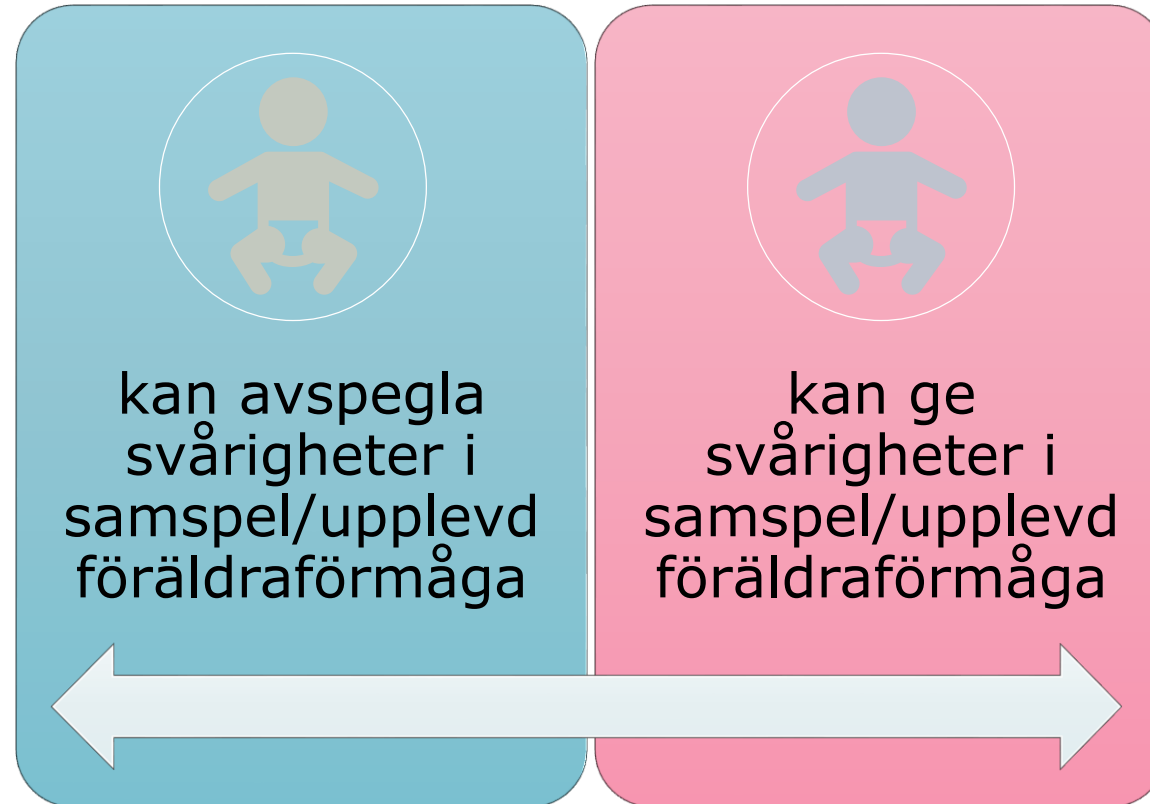 kan avspegla
svårigheter i
samspel/upplevd
föräldraförmåga
kan ge
svårigheter i
samspel/upplevd
föräldraförmåga